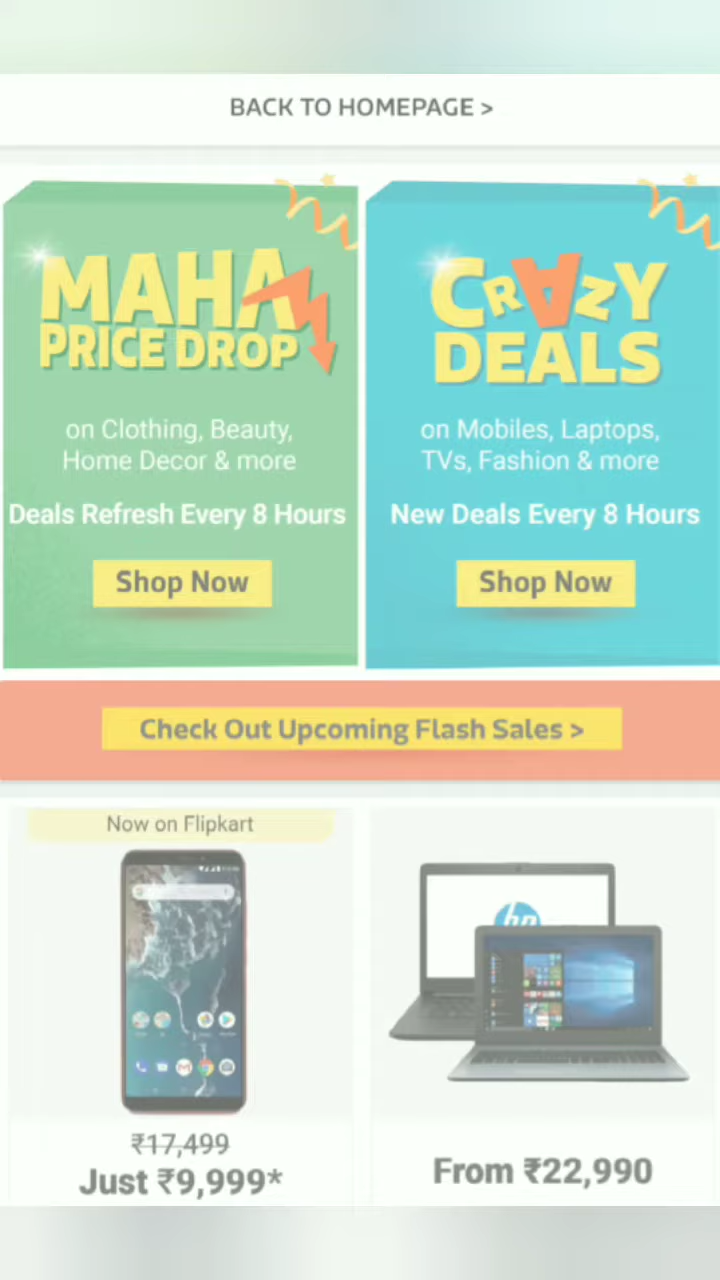 BACK TO HOMEPAGE >
MAHA
PRICE DROP
on Clothing, Beauty,
Home Decor & more
Deals Refresh Every 8 Hours
Shop Now
CRAZY
DEALS
on Mobiles, Laptops,
TVs, Fashion & more
New Deals Every 8 Hours
Shop Now
Check Out Upcoming Flash Sales >
Now on Flipkart
₹17,499
Just ₹9,999*
hp
From ₹22,990